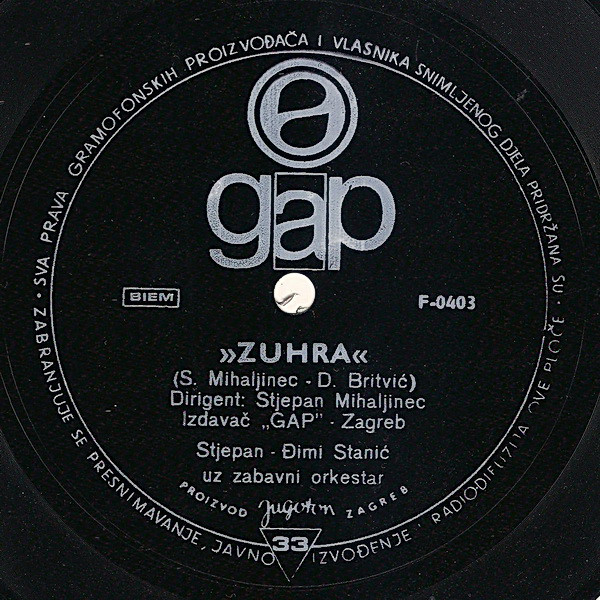 SVA PRAVA GRAMOFONSKIH PROIZVOĐAČA I VLASNIKA SNIMLJENOG DJELA PRIDRŽANA SU · ZABRANJUJE SE PRESNIMAVANJE, JAVNO IZVOĐENJE I RADIODIFUZIJA OVE PLOČE ·
gap
BIEM
F-0403
»ZUHRA«
(S. Mihaljinec - D. Britvić)
Dirigent: Stjepan Mihaljinec
Izdavač „GAP" · Zagreb
Stjepan - Đimi Stanić
uz zabavni orkestar
PROIZVOD Jugoton ZAGREB
33